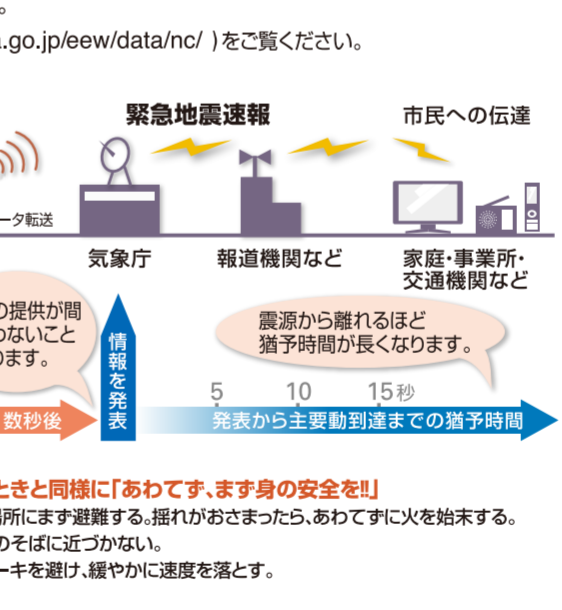 。
.go.jp/eew/data/nc/ )をご覧ください。
緊急地震速報
市民への伝達
ータ転送
気象庁
報道機関など
家庭・事業所・
交通機関など
の提供が間
わないこと
ります。
情報を発表
震源から離れるほど
猶予時間が長くなります。
5 10 15秒
数秒後
発表から主要動到達までの猶予時間
ときと同様に「あわてず、まず身の安全を!!」
場所にまず避難する。揺れがおさまったら、あわてずに火を始末する。
のそばに近づかない。
ーキを避け、緩やかに速度を落とす。